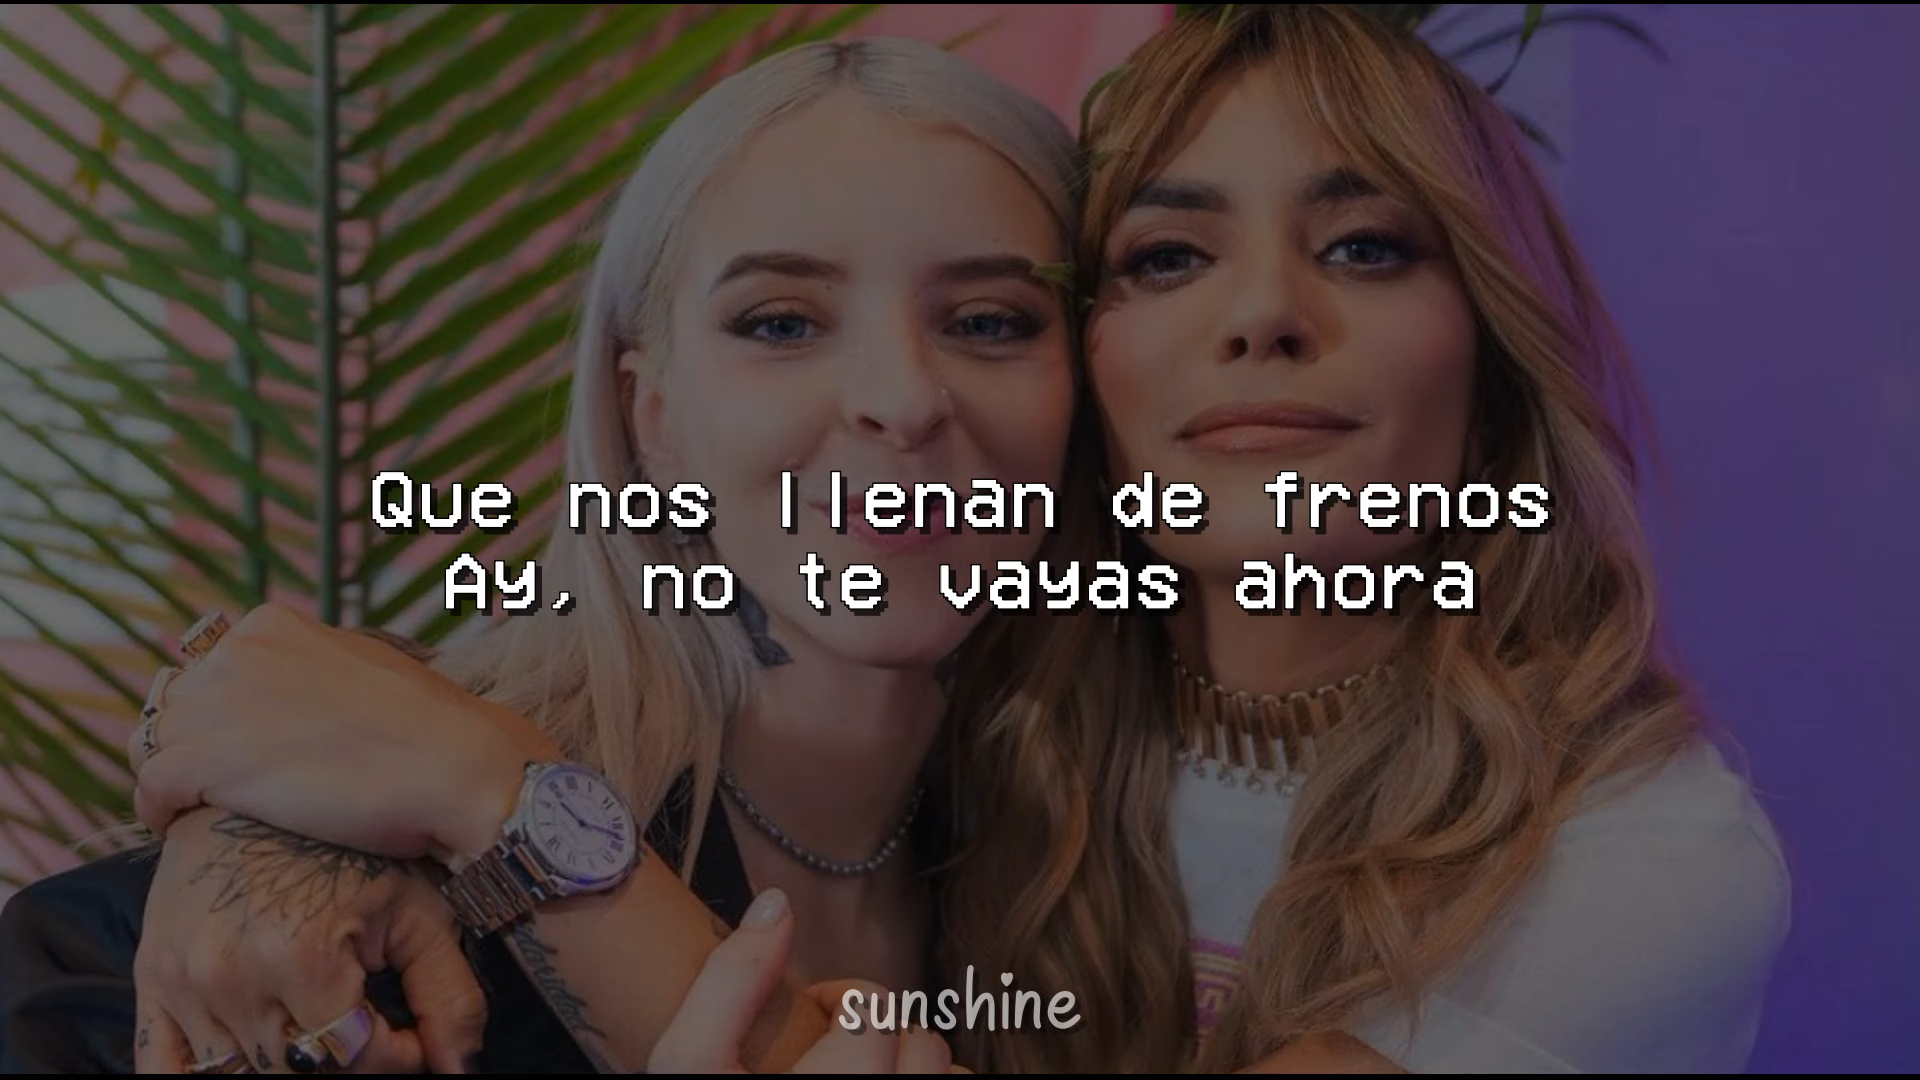 Que nos llenan de frenos
Ay, no te vayas ahora
sunshine